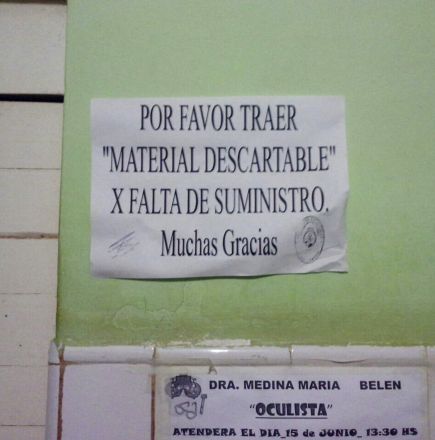 POR FAVOR TRAER
"MATERIAL DESCARTABLE"
X FALTA DE SUMINISTRO.
Muchas Gracias
DRA. MEDINA MARIA BELEN
"OCULISTA"
ATENDERA EL DIA 15 de JUNIO_ 13:30 HS